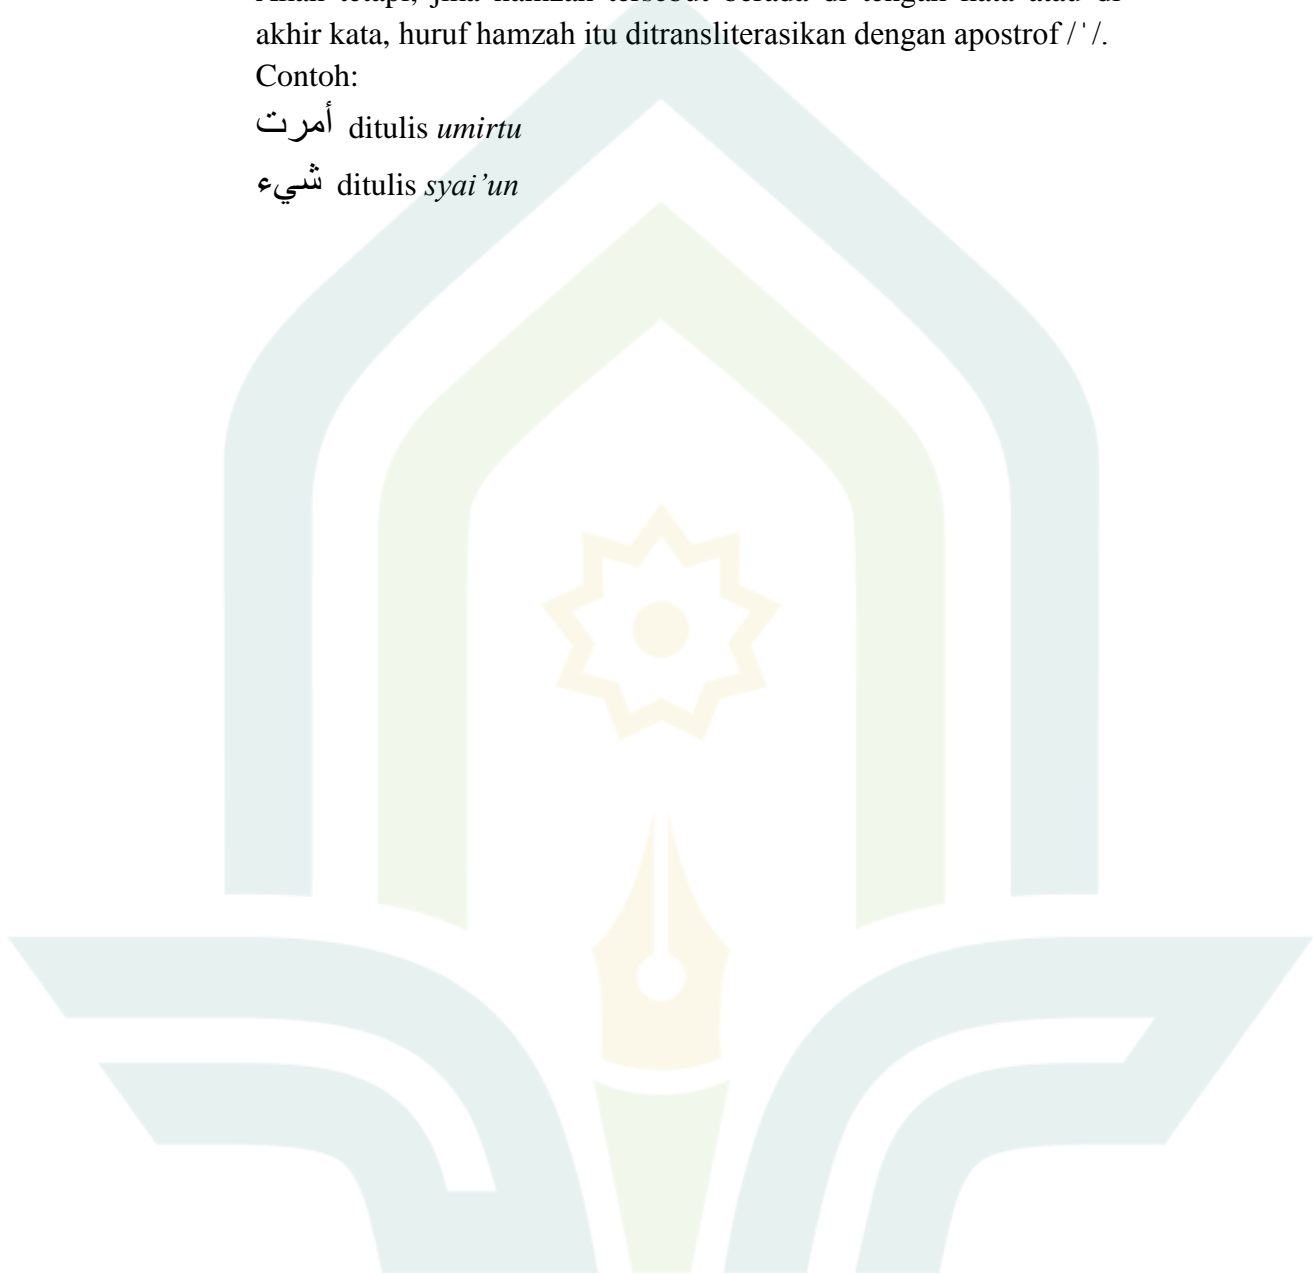 akhir kata, huruf hamzah itu ditransliterasikan dengan apostrof /ˈ/.
Contoh:
أمرت ditulis umirtu
شيء ditulis syai’un